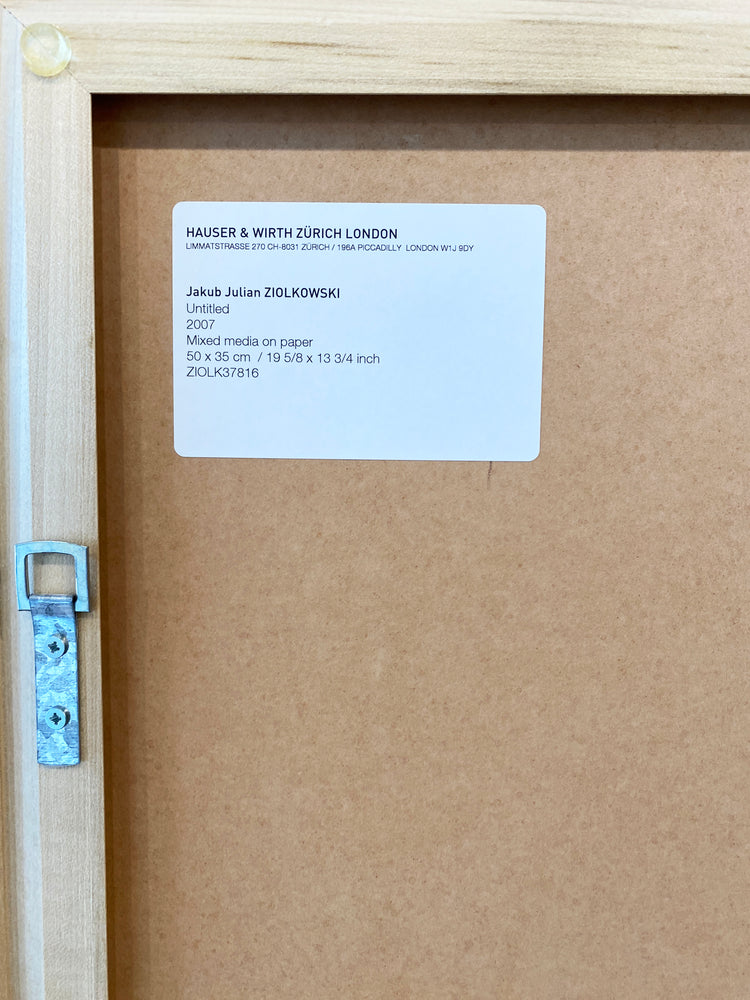 HAUSER & WIRTH ZÜRICH LONDON
LIMMATSTRASSE 270 CH-8031 ZÜRICH / 196A PICCADILLY LONDON W1J 9DY
Jakub Julian ZIOLKOWSKI
Untitled
2007
Mixed media on paper
50 x 35 cm / 19 5/8 x 13 3/4 inch
ZIOLK37816